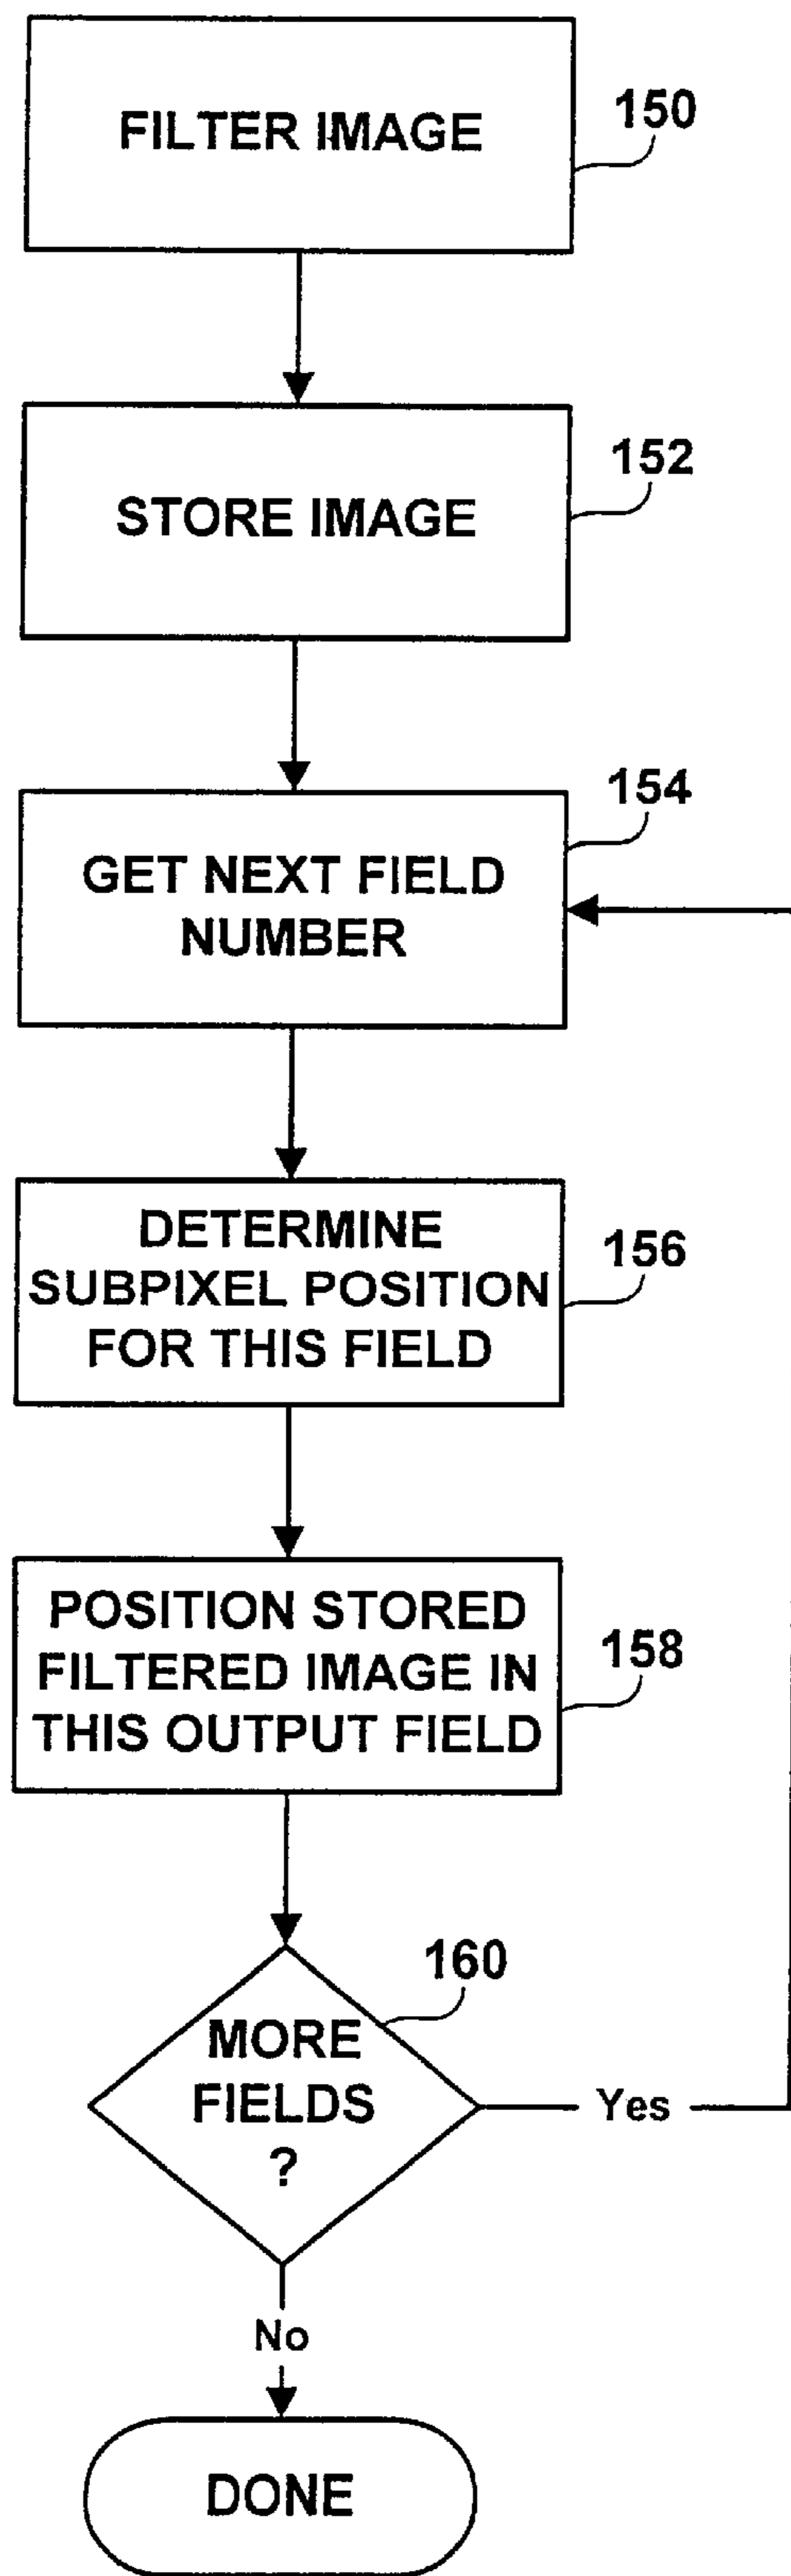 FILTER IMAGE
150
STORE IMAGE
152
154
GET NEXT FIELD
NUMBER
DETERMINE
SUBPIXEL POSITION
FOR THIS FIELD
156
POSITION STORED
FILTERED IMAGE IN
THIS OUTPUT FIELD
158
160
MORE
FIELDS
?
Yes
No
DONE